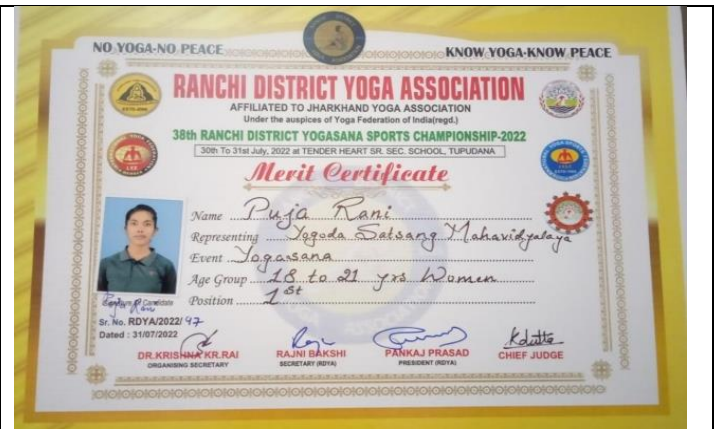 NO YOGA-NO PEACE
KNOW YOGA-KNOW PEACE
RANCHI DISTRICT YOGA ASSOCIATION
AFFILIATED TO JHARKHAND YOGA ASSOCIATION
Under the auspices of Yoga Federation of India(regd.)
38th RANCHI DISTRICT YOGASANA SPORTS CHAMPIONSHIP-2022
30th To 31st July, 2022 at TENDER HEART SR. SEC. SCHOOL, TUPUDANA
Merit Certificate
Name Puja Rani
Representing Yogoda Satsang Mahavidyalaya
Event Yogasana
Age Group 18 to 21 yrs Women
Position 1st
Puja Rani
Signature of Candidate
Sr. No. RDYA/2022/ 97
Dated : 31/07/2022
DR.KRISHNA KR.RAI
ORGANISING SECRETARY
RAJNI BAKSHI
SECRETARY (RDYA)
PANKAJ PRASAD
PRESIDENT (RDYA)
Kdutta
CHIEF JUDGE